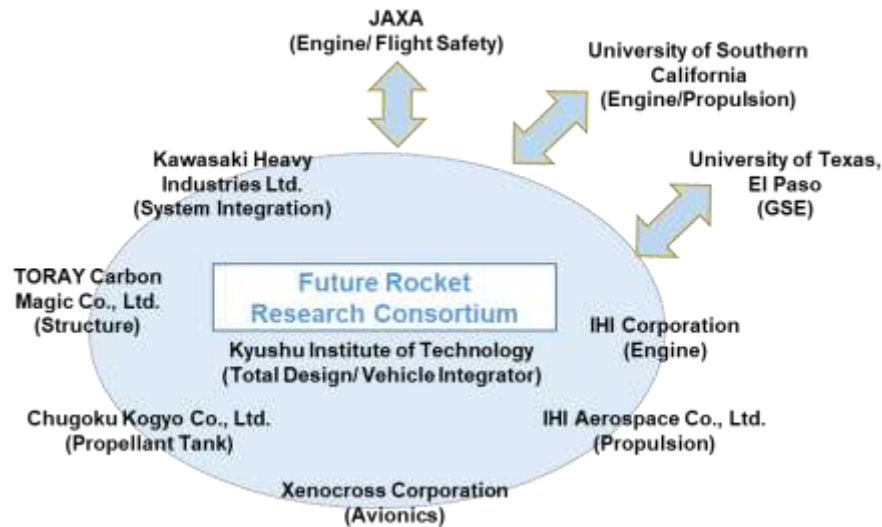 JAXA
(Engine/ Flight Safety)
University of Southern
California
(Engine/Propulsion)
Kawasaki Heavy
Industries Ltd.
(System Integration)
University of Texas,
El Paso
(GSE)
TORAY Carbon
Magic Co., Ltd.
(Structure)
Future Rocket
Research Consortium
Kyushu Institute of Technology
(Total Design/ Vehicle Integrator)
IHI Corporation
(Engine)
Chugoku Kogyo Co., Ltd.
(Propellant Tank)
IHI Aerospace Co., Ltd.
(Propulsion)
Xenocross Corporation
(Avionics)